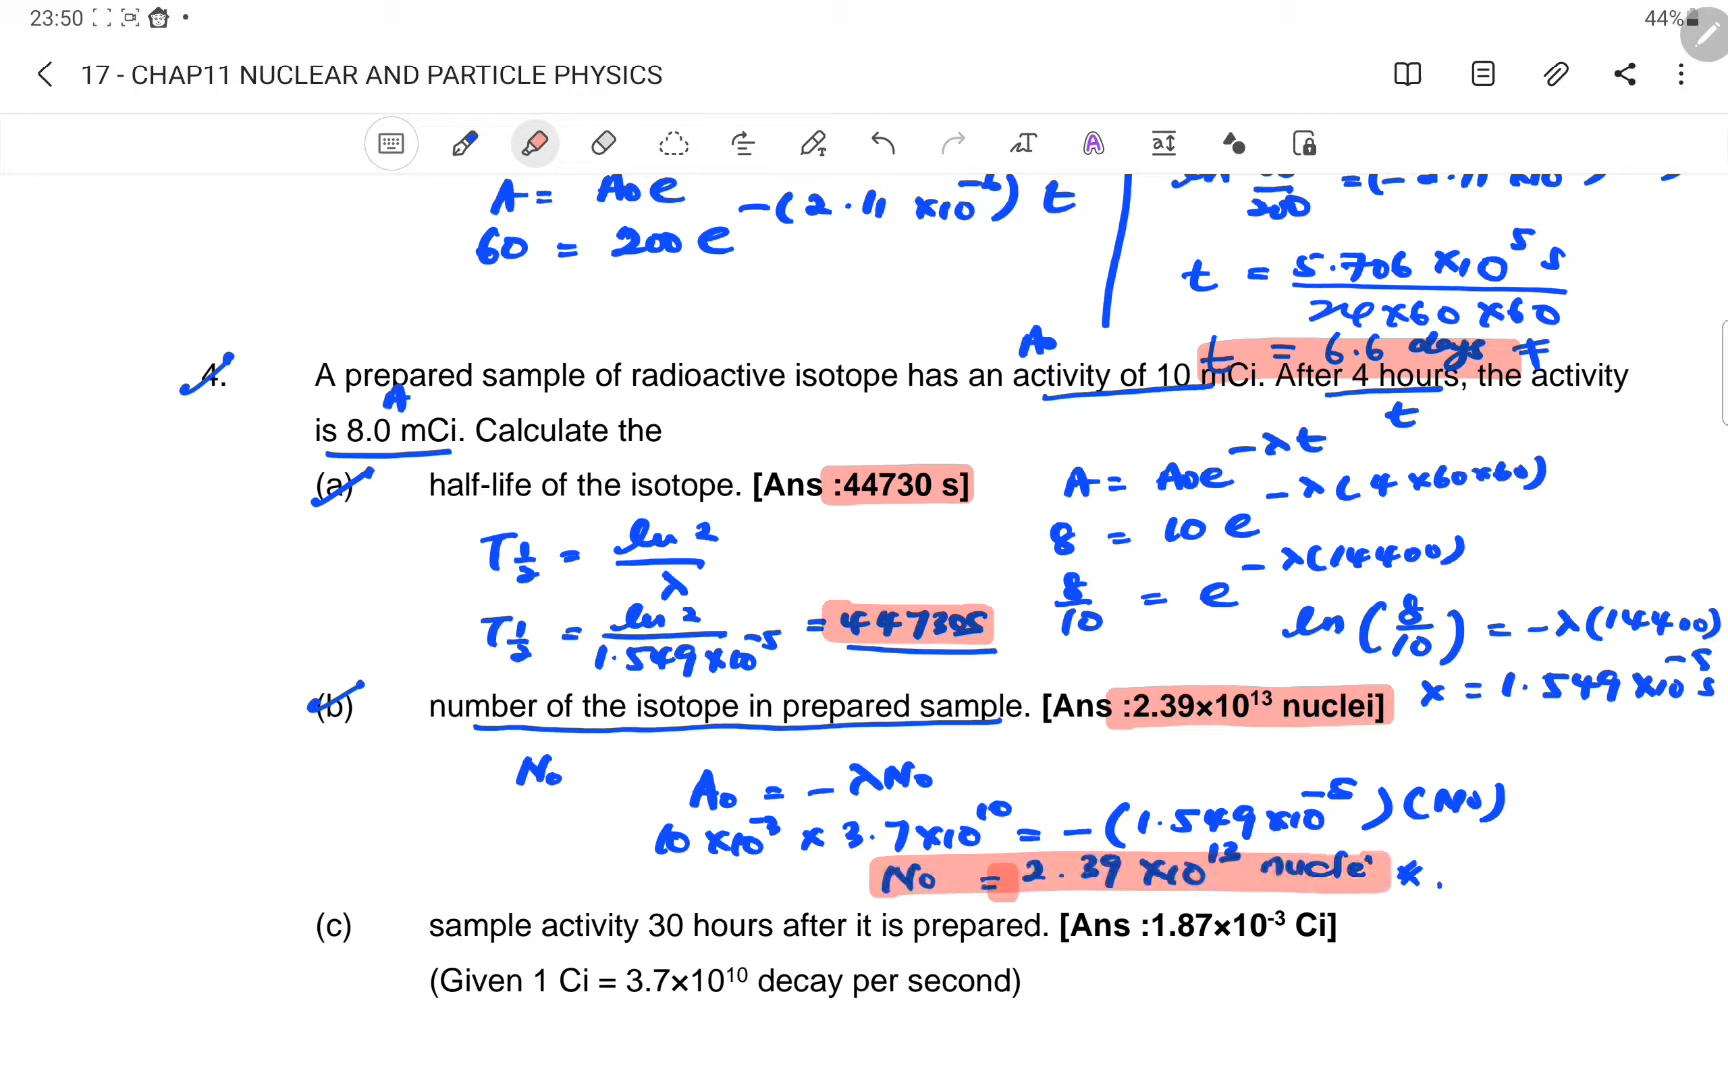 23:50
44%
17 - CHAP11 NUCLEAR AND PARTICLE PHYSICS
A = A₀e
-(2.11 ×10⁻⁶) t
60 = 200 e
200
t = 5.706 ×10⁵ s
24 ×60 ×60
t = 6.6 days
A₀
4. A prepared sample of radioactive isotope has an activity of 10 mCi. After 4 hours, the activity
A
t
is 8.0 mCi. Calculate the
(a) half-life of the isotope. [Ans :44730 s]
A = A₀e^-λt
8 = 10 e^-λ(4 ×60×60)
8/10 = e^-λ(14400)
ln (8/10) = -λ(14400)
λ = 1.549 ×10⁻⁵ s
T½ = ln 2 / λ
T½ = ln 2 / 1.549 ×10⁻⁵ = 44730s
(b) number of the isotope in prepared sample. [Ans :2.39×10¹³ nuclei]
N₀
A₀ = - λN₀
10 ×10⁻³ × 3.7×10¹⁰ = -(1.549 ×10⁻⁵)(N₀)
N₀ = 2.39 ×10¹³ nuclei
(c) sample activity 30 hours after it is prepared. [Ans :1.87×10⁻³ Ci]
(Given 1 Ci = 3.7×10¹⁰ decay per second)